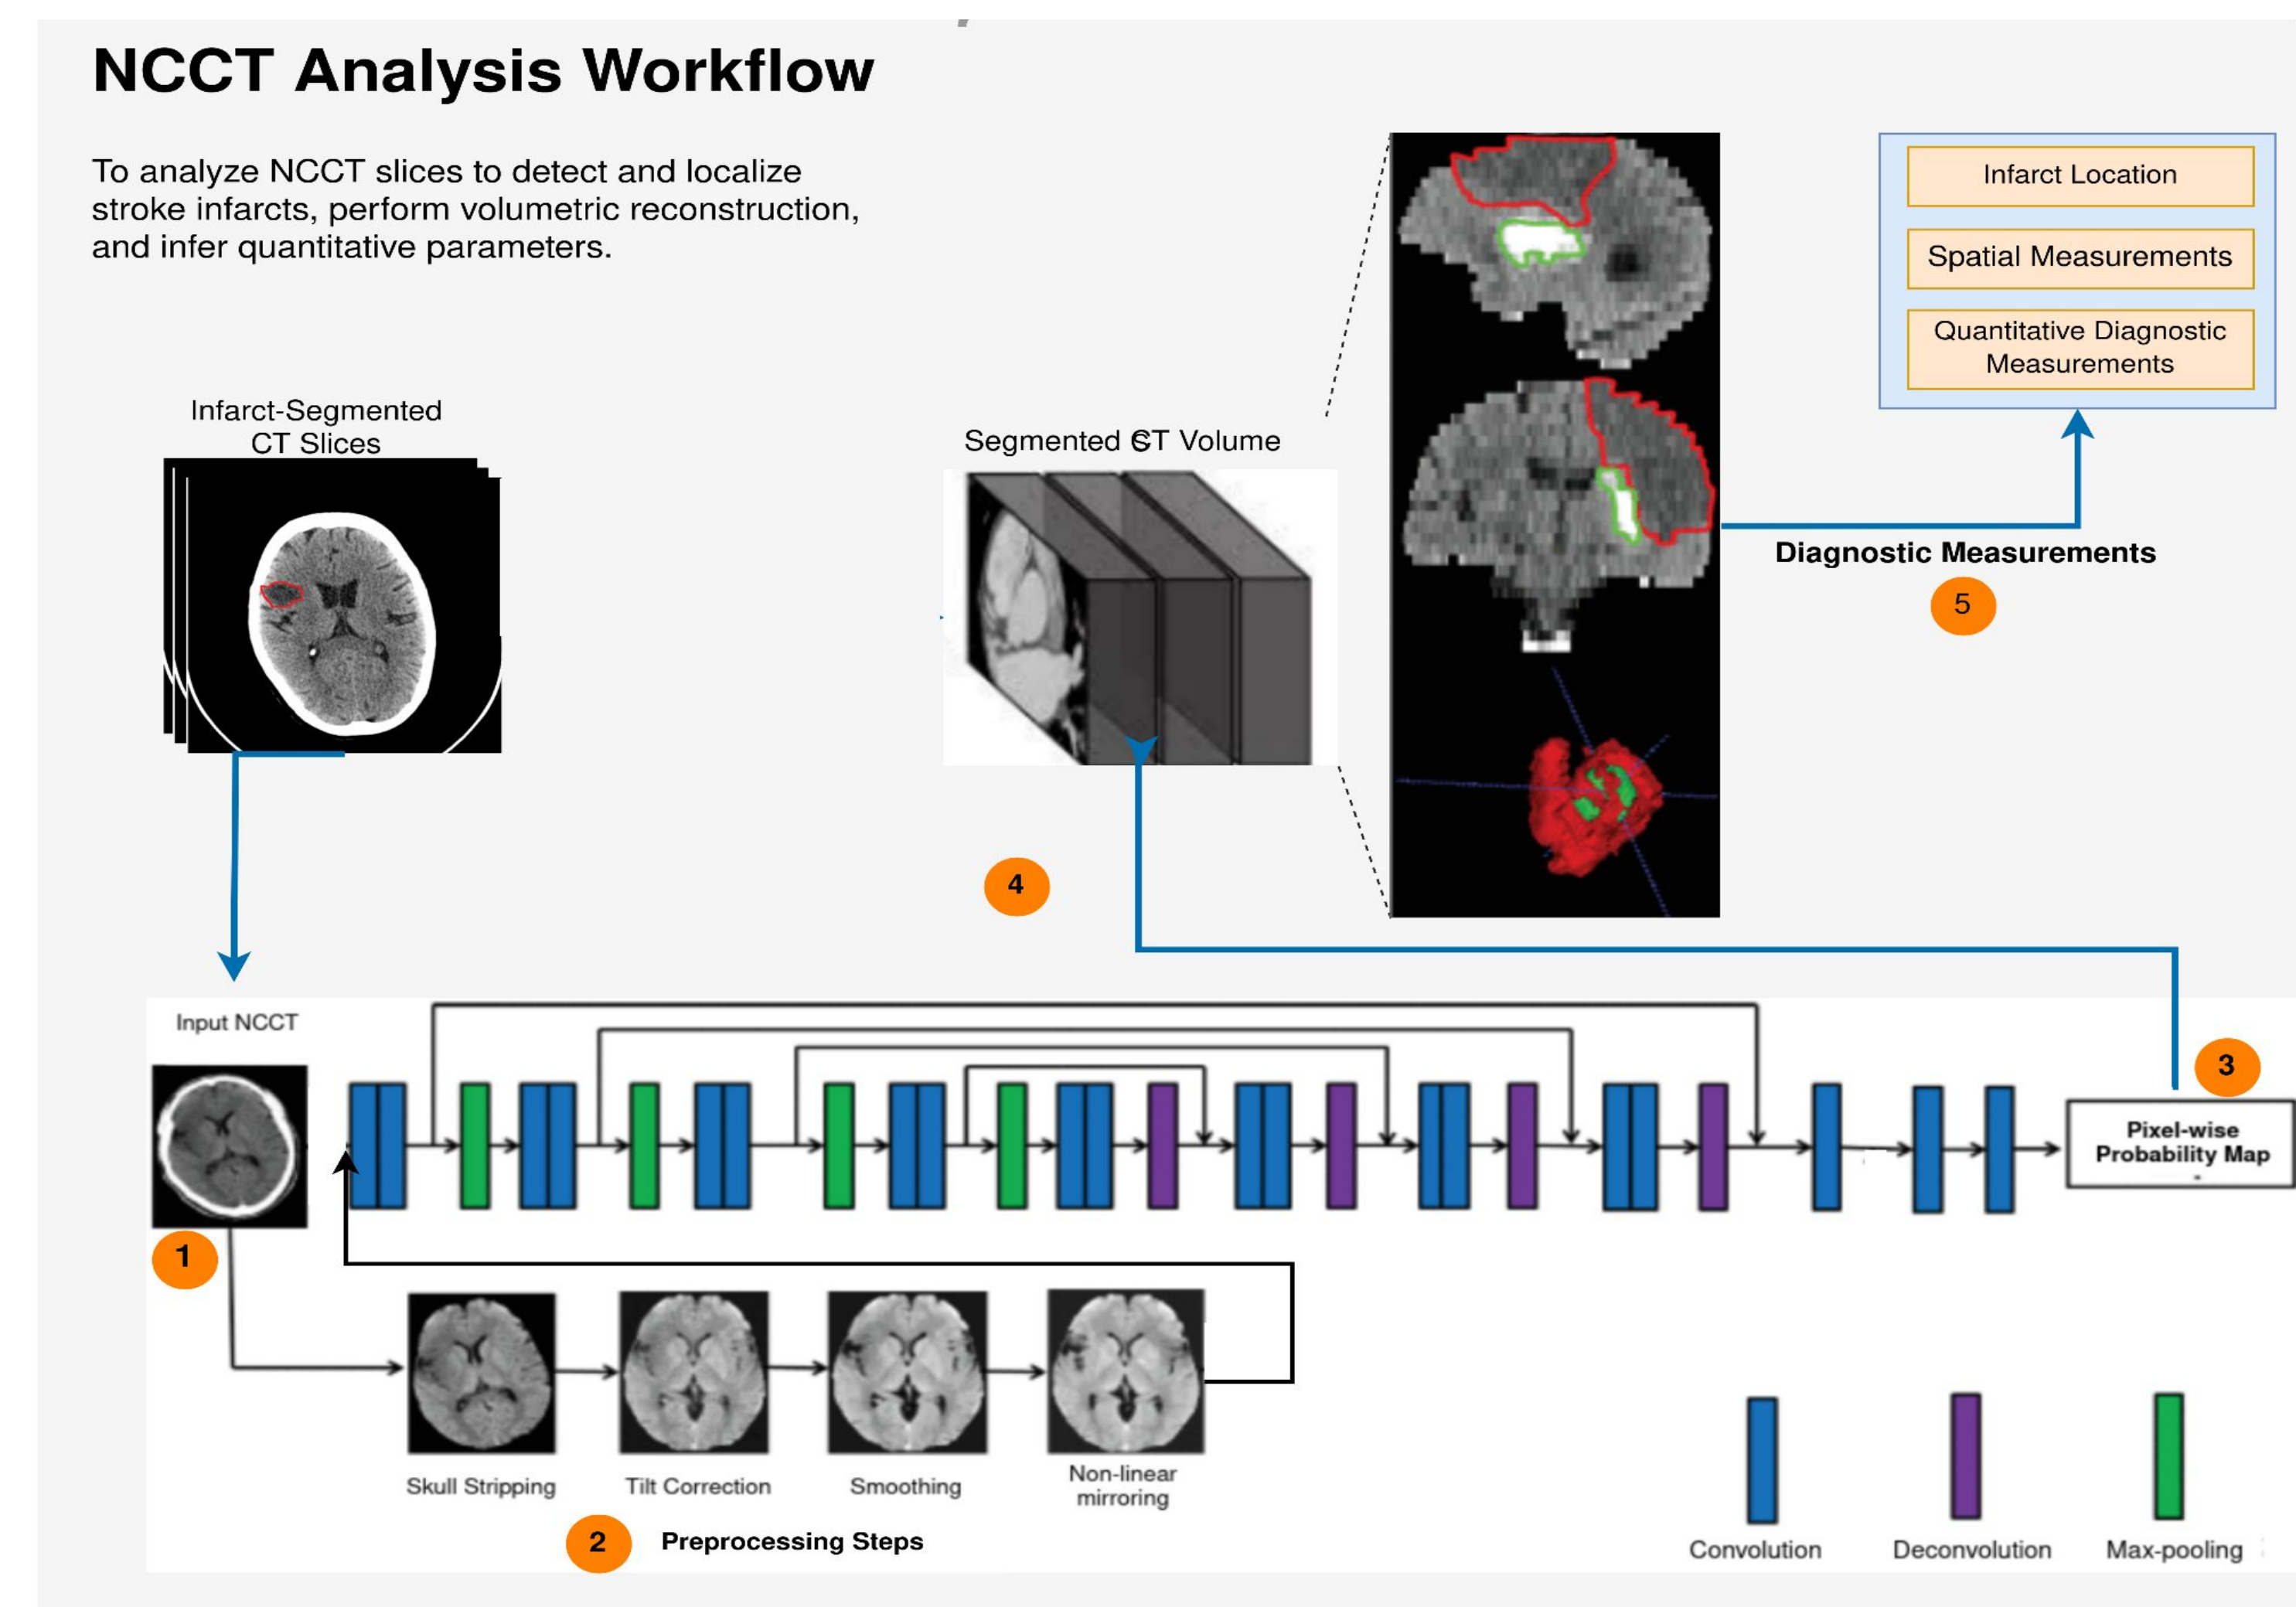 NCCT Analysis Workflow
To analyze NCCT slices to detect and localize
stroke infarcts, perform volumetric reconstruction,
and infer quantitative parameters.
Infarct-Segmented
CT Slices
Segmented CT Volume
Infarct Location
Spatial Measurements
Quantitative Diagnostic
Measurements
Diagnostic Measurements
5
4
Input NCCT
3
Pixel-wise
Probability Map
1
Skull Stripping
Tilt Correction
Smoothing
Non-linear
mirroring
2
Preprocessing Steps
Convolution
Deconvolution
Max-pooling